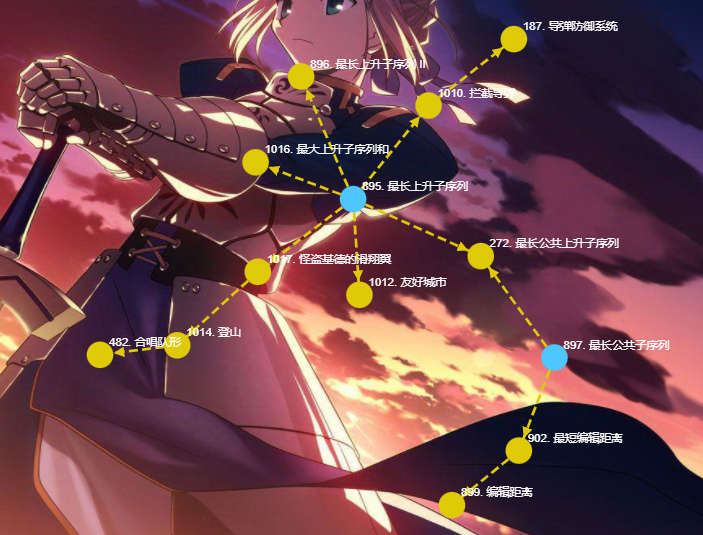 187. 导弹防御系统
896. 最长上升子序列 II
1010. 拦截导弹
1016. 最大上升子序列和
895. 最长上升子序列
272. 最长公共上升子序列
1017. 怪盗基德的滑翔翼
1012. 友好城市
1014. 登山
482. 合唱队形
897. 最长公共子序列
902. 最短编辑距离
899. 编辑距离